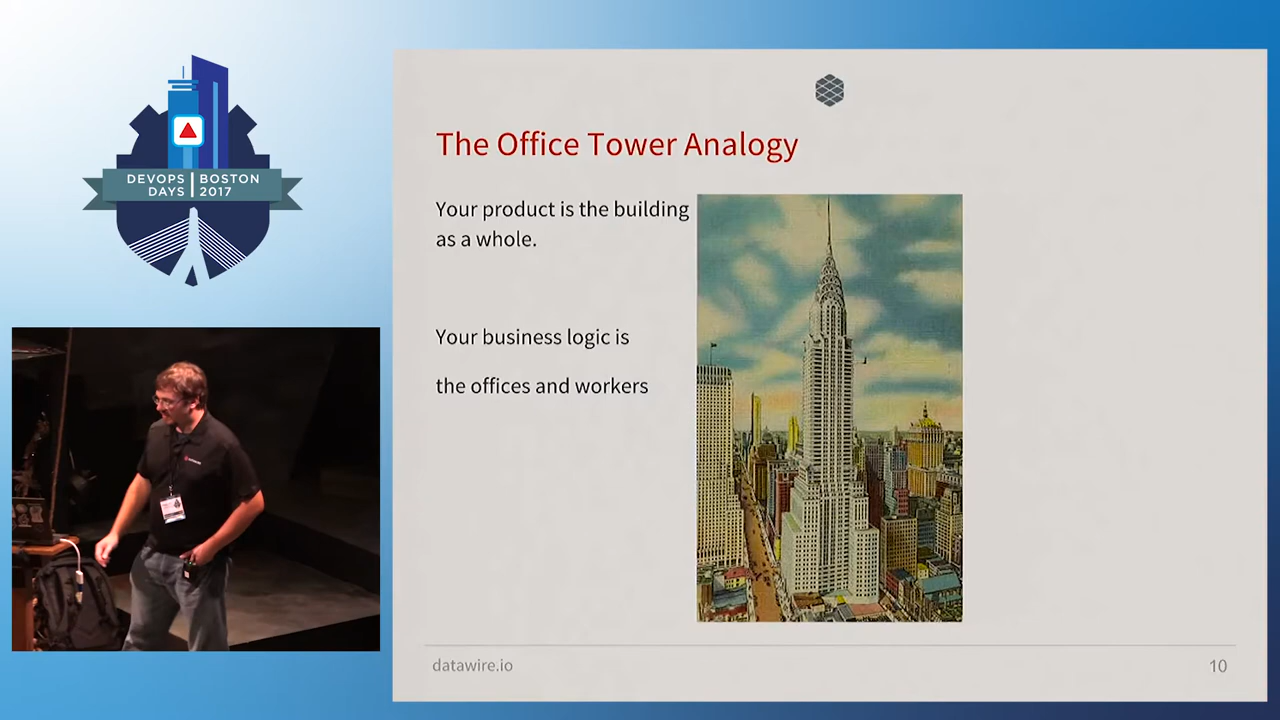 DEVOPS BOSTON
DAYS 2017
The Office Tower Analogy
Your product is the building
as a whole.
Your business logic is
the offices and workers
datawire.io
10